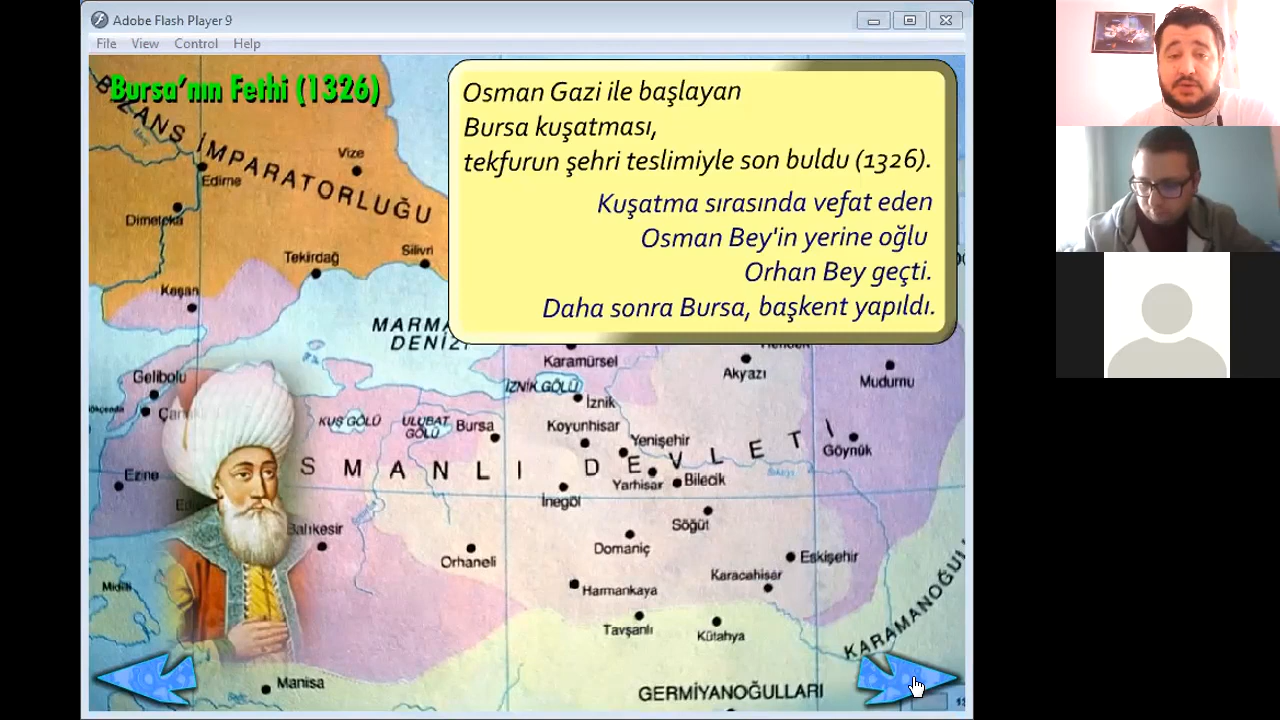 Adobe Flash Player 9
File View Control Help
Bursa'nın Fethi (1326)
Osman Gazi ile başlayan
Bursa kuşatması,
tekfurun şehri teslimiyle son buldu (1326).
Kuşatma sırasında vefat eden
Osman Bey'in yerine oğlu
Orhan Bey geçti.
Daha sonra Bursa, başkent yapıldı.
BİZANS İMPARATORLUĞU
Vize
Edirne
Dimetoka
Silivri
Tekirdağ
Keşan
DENİZİ
Karamürsel
Akyazı
Mudurnu
Gelibolu
İZNİK GÖLÜ
İznik
KUŞ GÖLÜ
ULUBAT
GÖLÜ
Bursa
Koyunhisar
Yenişehir
Göynük
SMANLI DEVLETİ
Ezine
Yarhisar
Bilecik
İnegöl
Söğüt
Balıkesir
Domaniç
Eskişehir
Orhaneli
Karacahisar
Harmankaya
Tavşanlı
Kütahya
Manisa
GERMİYANOĞULLARI